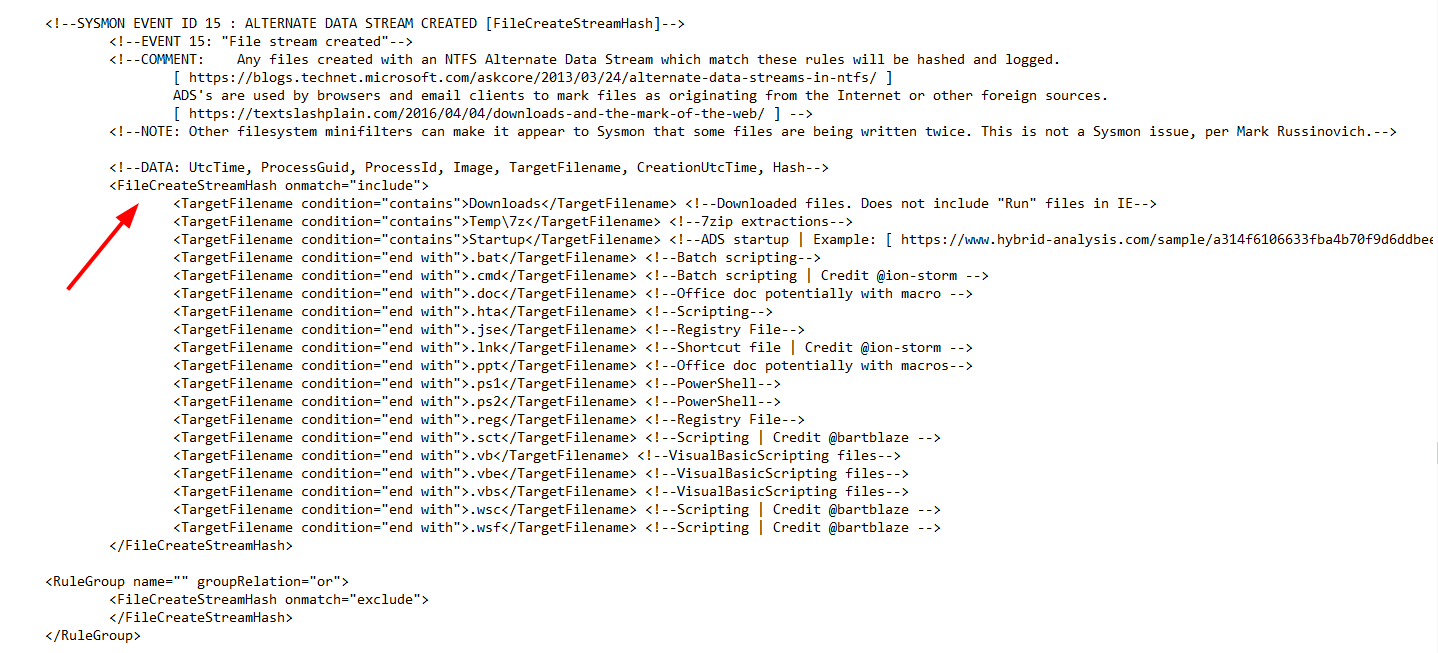 <!--SYSMON EVENT ID 15 : ALTERNATE DATA STREAM CREATED [FileCreateStreamHash]-->
<!--EVENT 15: "File stream created"-->
<!--COMMENT:    Any files created with an NTFS Alternate Data Stream which match these rules will be hashed and logged.
[ https://blogs.technet.microsoft.com/askcore/2013/03/24/alternate-data-streams-in-ntfs/ ]
ADS's are used by browsers and email clients to mark files as originating from the Internet or other foreign sources.
[ https://textslashplain.com/2016/04/04/downloads-and-the-mark-of-the-web/ ] -->
<!--NOTE: Other filesystem minifilters can make it appear to Sysmon that some files are being written twice. This is not a Sysmon issue, per Mark Russinovich.-->
<!--DATA: UtcTime, ProcessGuid, ProcessId, Image, TargetFilename, CreationUtcTime, Hash-->
<FileCreateStreamHash onmatch="include">
<TargetFilename condition="contains">Downloads</TargetFilename> <!--Downloaded files. Does not include "Run" files in IE-->
<TargetFilename condition="contains">Temp\7z</TargetFilename> <!--7zip extractions-->
<TargetFilename condition="contains">Startup</TargetFilename> <!--ADS startup | Example: [ https://www.hybrid-analysis.com/sample/a314f6106633fba4b70f9d6ddbee
<TargetFilename condition="end with">.bat</TargetFilename> <!--Batch scripting-->
<TargetFilename condition="end with">.cmd</TargetFilename> <!--Batch scripting | Credit @ion-storm -->
<TargetFilename condition="end with">.doc</TargetFilename> <!--Office doc potentially with macro -->
<TargetFilename condition="end with">.hta</TargetFilename> <!--Scripting-->
<TargetFilename condition="end with">.jse</TargetFilename> <!--Registry File-->
<TargetFilename condition="end with">.lnk</TargetFilename> <!--Shortcut file | Credit @ion-storm -->
<TargetFilename condition="end with">.ppt</TargetFilename> <!--Office doc potentially with macros-->
<TargetFilename condition="end with">.ps1</TargetFilename> <!--PowerShell-->
<TargetFilename condition="end with">.ps2</TargetFilename> <!--PowerShell-->
<TargetFilename condition="end with">.reg</TargetFilename> <!--Registry File-->
<TargetFilename condition="end with">.sct</TargetFilename> <!--Scripting | Credit @bartblaze -->
<TargetFilename condition="end with">.vb</TargetFilename> <!--VisualBasicScripting files-->
<TargetFilename condition="end with">.vbe</TargetFilename> <!--VisualBasicScripting files-->
<TargetFilename condition="end with">.vbs</TargetFilename> <!--VisualBasicScripting files-->
<TargetFilename condition="end with">.wsc</TargetFilename> <!--Scripting | Credit @bartblaze -->
<TargetFilename condition="end with">.wsf</TargetFilename> <!--Scripting | Credit @bartblaze -->
</FileCreateStreamHash>
<RuleGroup name="" groupRelation="or">
<FileCreateStreamHash onmatch="exclude">
</FileCreateStreamHash>
</RuleGroup>